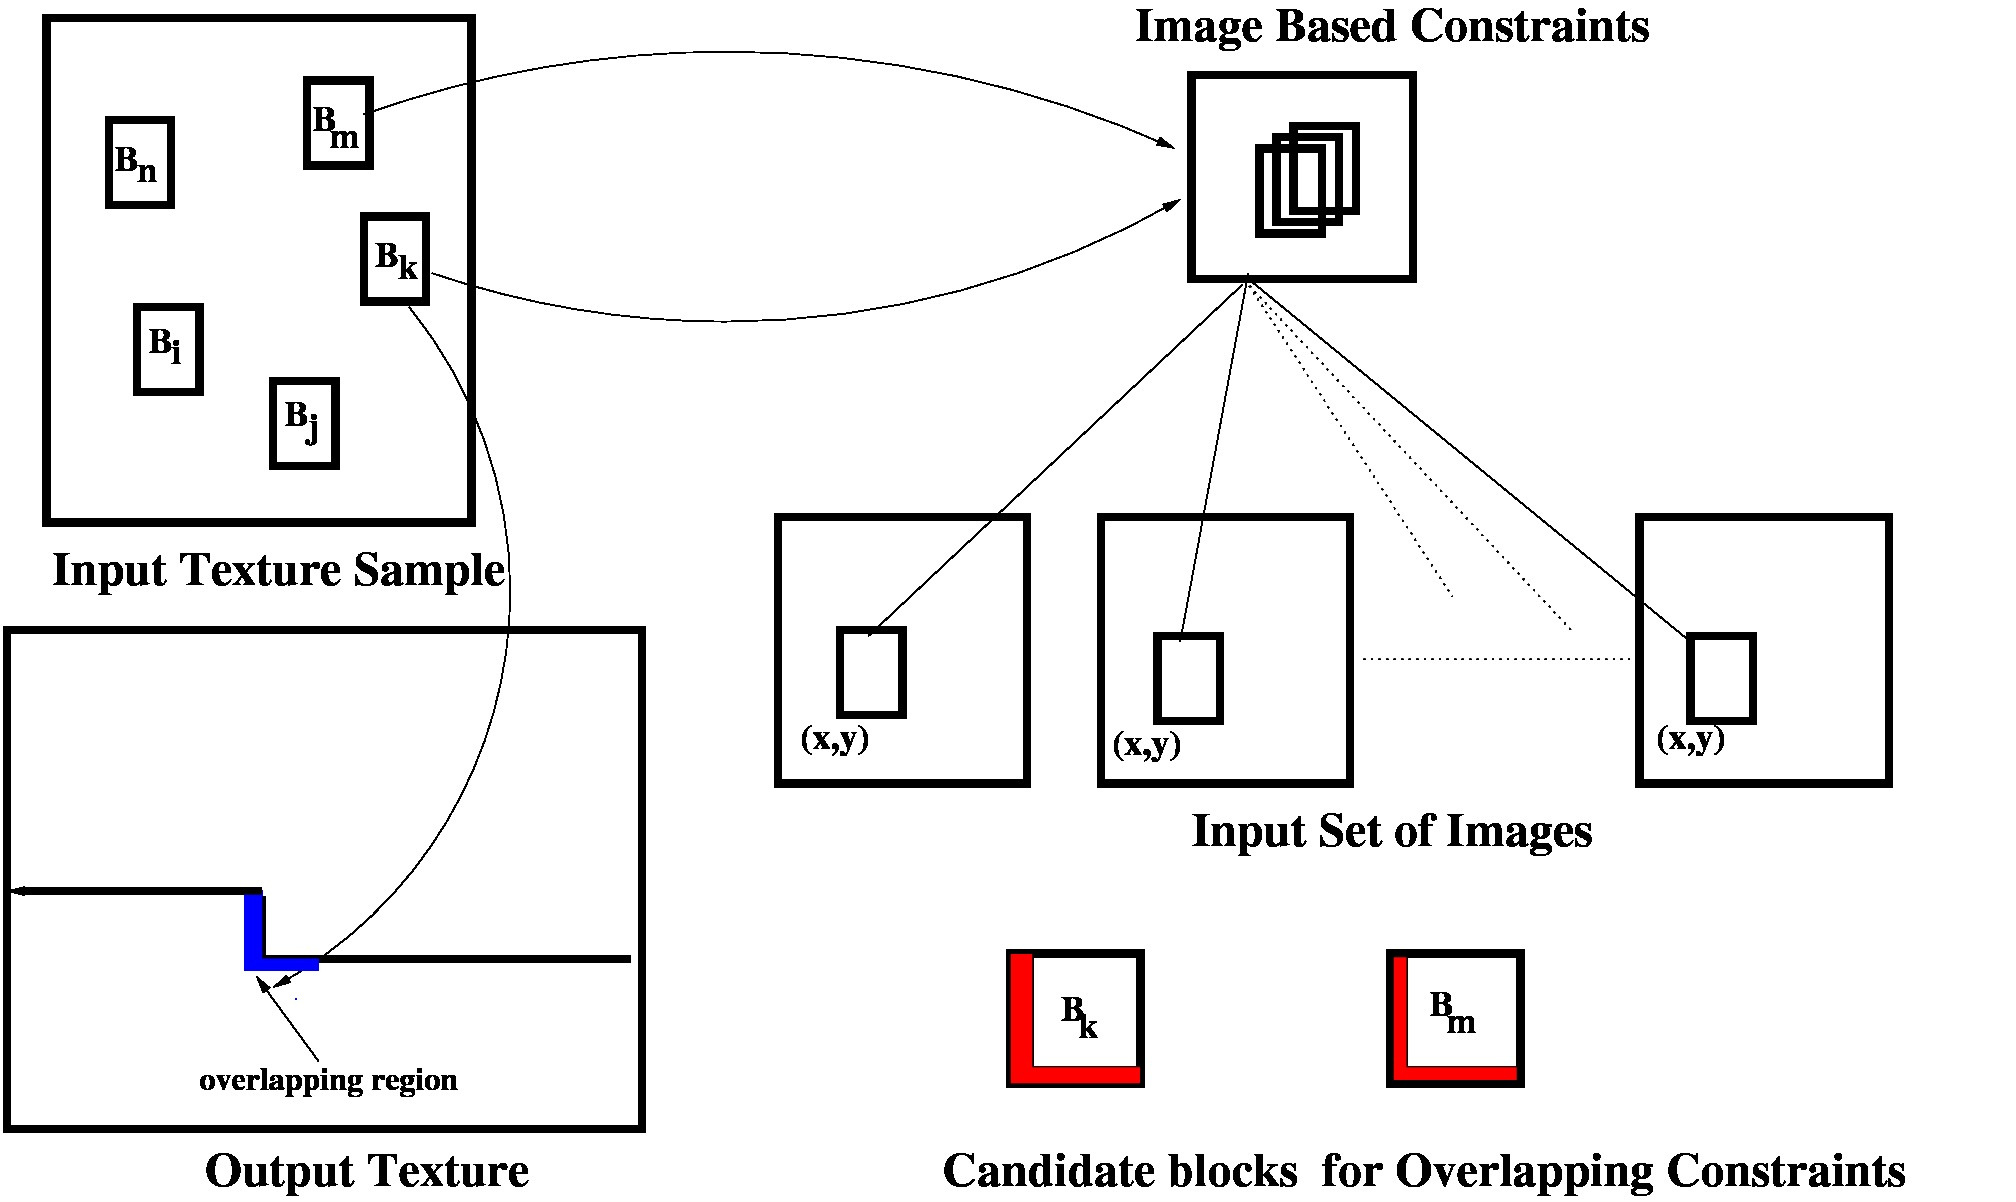 Image Based Constraints
Bm
Bn
Bk
Bi
Bj
Input Texture Sample
(x,y)
(x,y)
(x,y)
Input Set of Images
Bk
Bm
overlapping region
Output Texture
Candidate blocks for Overlapping Constraints